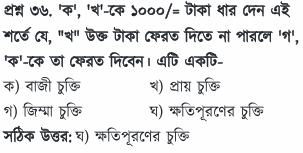 প্রশ্ন ৩৬. 'ক', 'খ'-কে ১০০০/= টাকা ধার দেন এই
শর্তে যে, "খ" উক্ত টাকা ফেরত দিতে না পারলে 'গ',
'ক'-কে তা ফেরত দিবেন। এটি একটি-
ক) বাজী চুক্তি খ) প্রায় চুক্তি
গ) জিম্মা চুক্তি ঘ) ক্ষতিপূরণের চুক্তি
সঠিক উত্তর: ঘ) ক্ষতিপূরণের চুক্তি